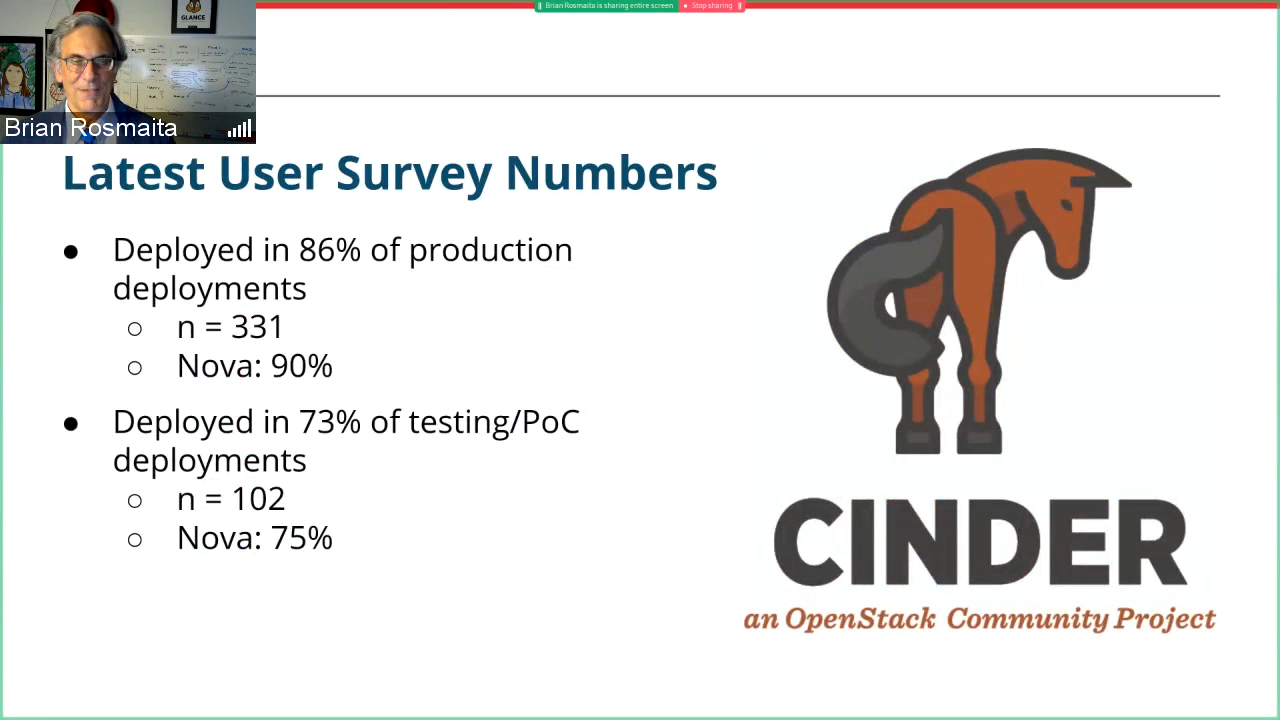 Brian Rosmaita is sharing entire screen
Stop sharing
GLANCE
Brian Rosmaita
Latest User Survey Numbers
● Deployed in 86% of production
deployments
○ n = 331
○ Nova: 90%
● Deployed in 73% of testing/PoC
deployments
○ n = 102
○ Nova: 75%
CINDER
an OpenStack Community Project